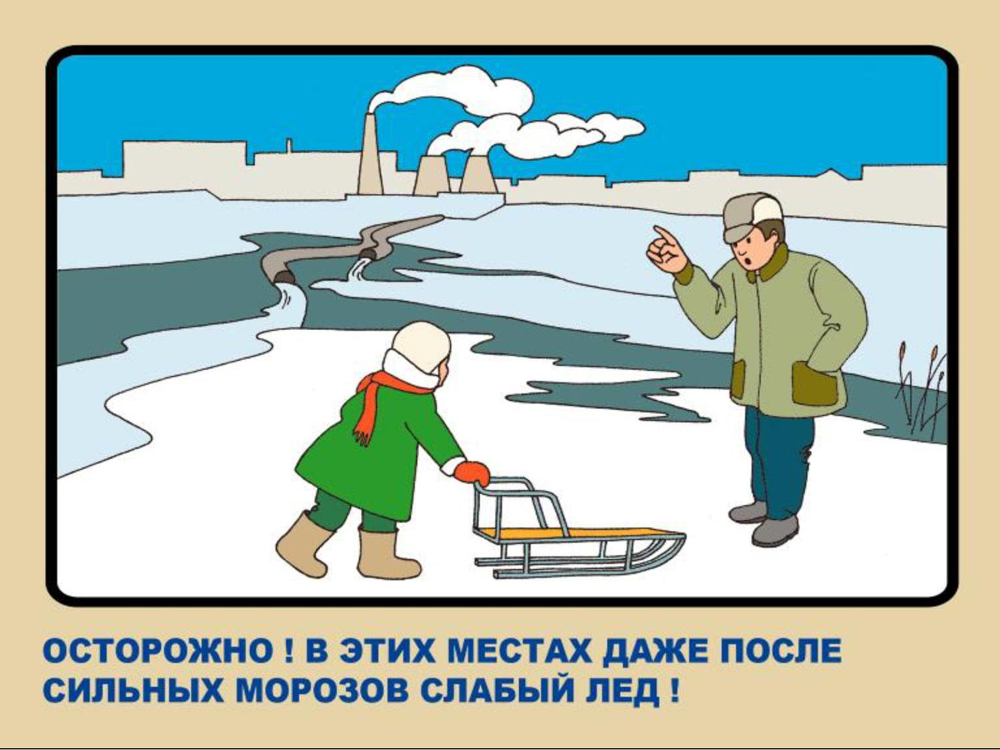 ОСТОРОЖНО ! В ЭТИХ МЕСТАХ ДАЖЕ ПОСЛЕ
СИЛЬНЫХ МОРОЗОВ СЛАБЫЙ ЛЕД !